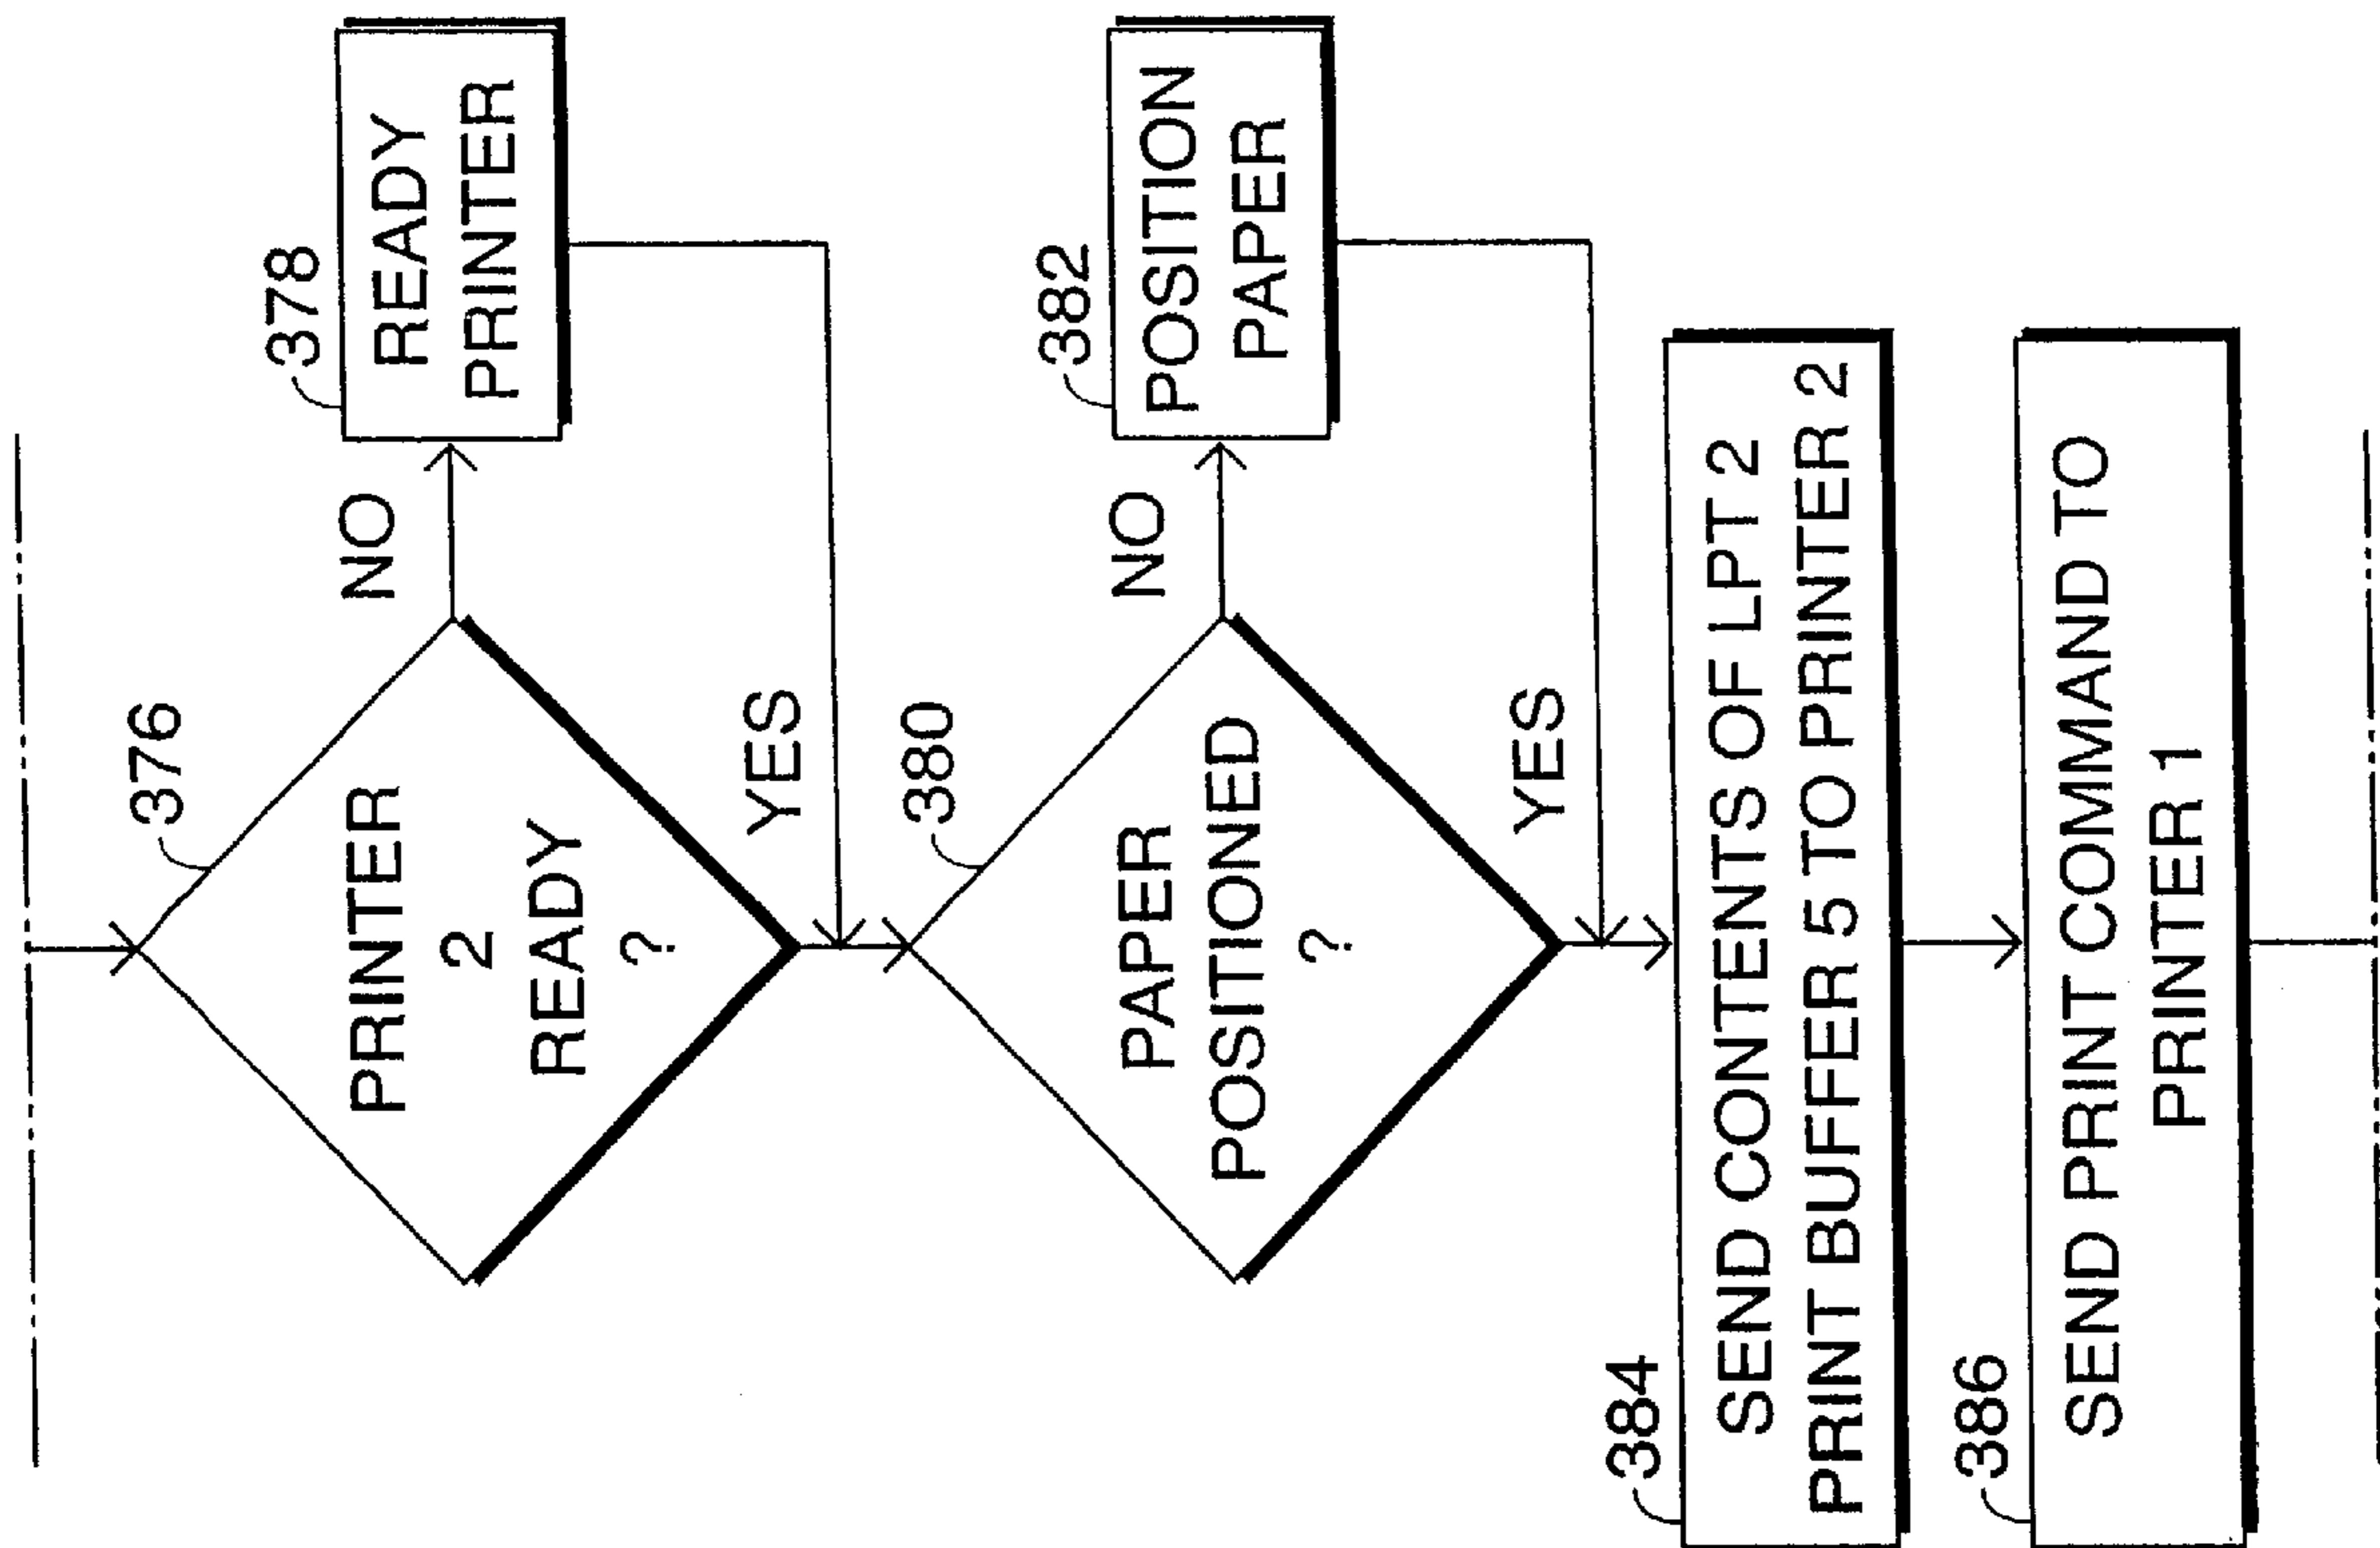 376
PRINTER
2
READY
?
NO
378
READY
PRINTER
YES
380
PAPER
POSITIONED
?
NO
382
POSITION
PAPER
YES
384
SEND CONTENTS OF LPT 2
PRINT BUFFER 5 TO PRINTER 2
386
SEND PRINT COMMAND TO
PRINTER 1